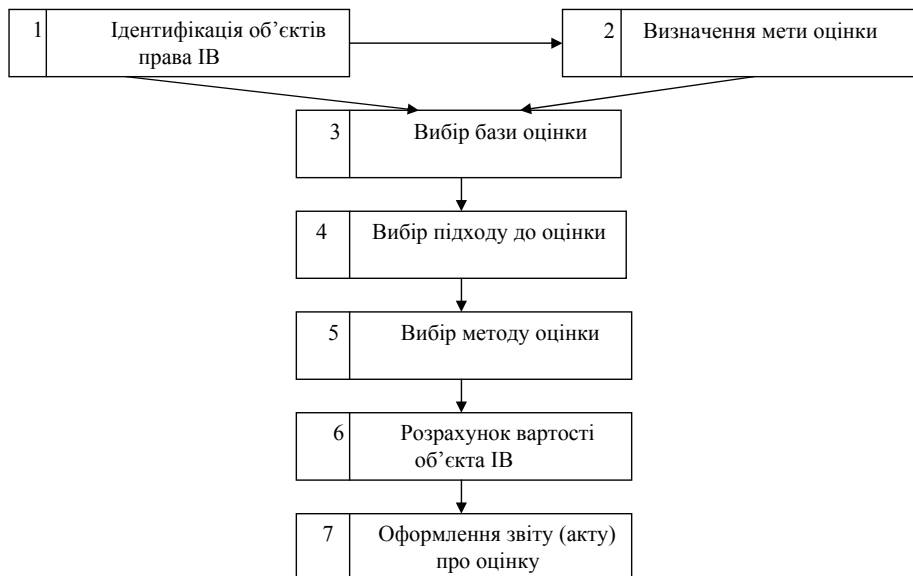 1 Ідентифікація об’єктів
права ІВ
2 Визначення мети оцінки
3 Вибір бази оцінки
4 Вибір підходу до оцінки
5 Вибір методу оцінки
6 Розрахунок вартості
об’єкта ІВ
7 Оформлення звіту (акту)
про оцінку